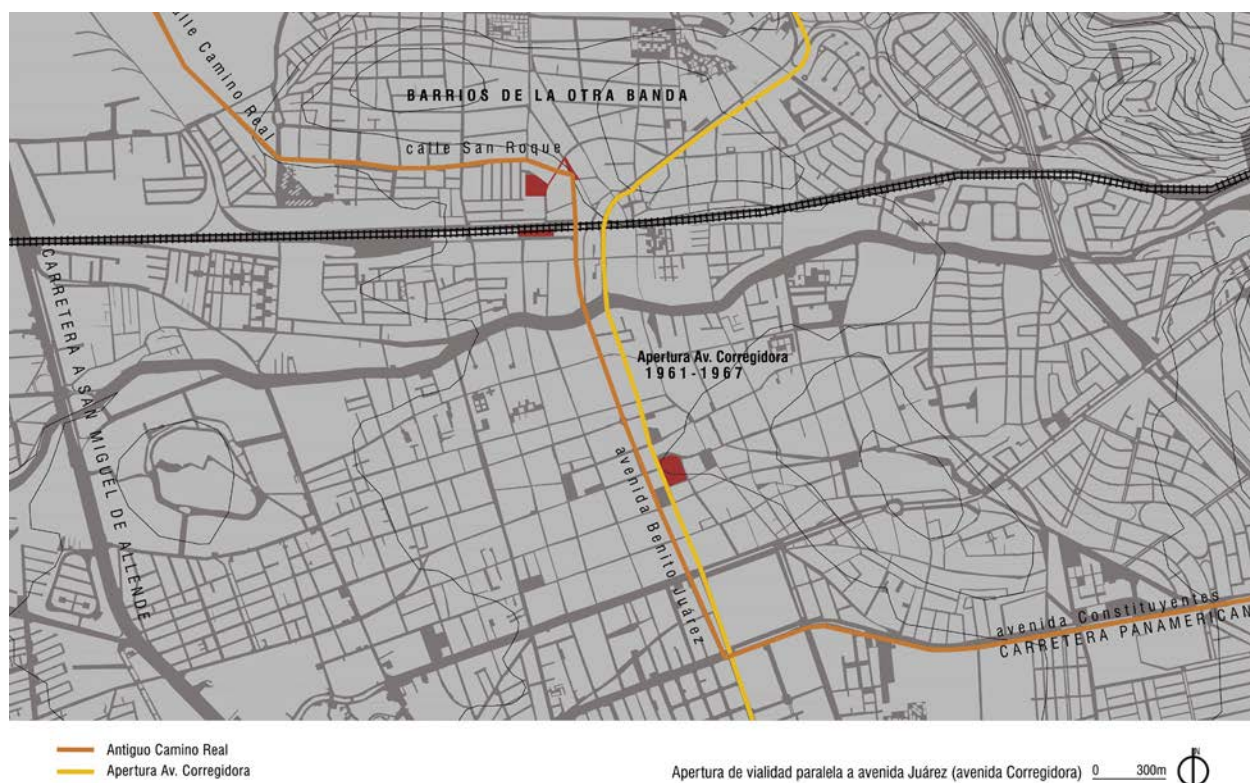 calle Camino Real
BARRIOS DE LA OTRA BANDA
calle San Roque
CARRETERA A SAN MIGUEL DE ALLENDE
Apertura Av. Corregidora
1961-1967
avenida Benito Juárez
avenida Constituyentes
CARRETERA PANAMERICAN
Antiguo Camino Real
Apertura Av. Corregidora
Apertura de vialidad paralela a avenida Juárez (avenida Corregidora)
0 300m
N